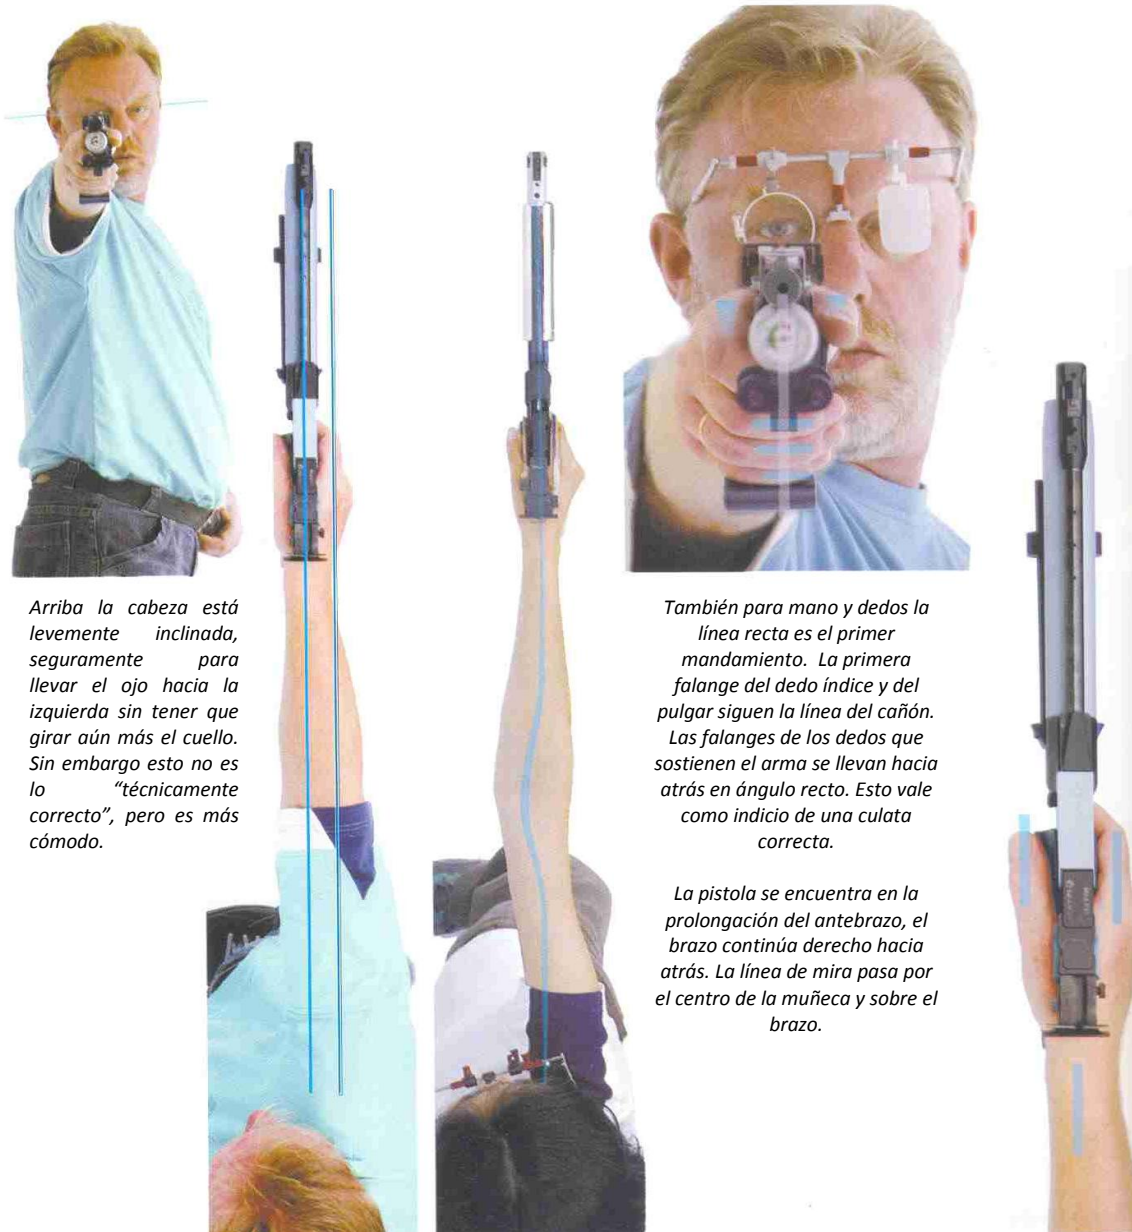 Arriba la cabeza está
levemente inclinada,
seguramente para
llevar el ojo hacia la
izquierda sin tener que
girar aún más el cuello.
Sin embargo esto no es
lo “técnicamente
correcto”, pero es más
cómodo.
También para mano y dedos la
línea recta es el primer
mandamiento. La primera
falange del dedo índice y del
pulgar siguen la línea del cañón.
Las falanges de los dedos que
sostienen el arma se llevan hacia
atrás en ángulo recto. Esto vale
como indicio de una culata
correcta.
La pistola se encuentra en la
prolongación del antebrazo, el
brazo continúa derecho hacia
atrás. La línea de mira pasa por
el centro de la muñeca y sobre el
brazo.